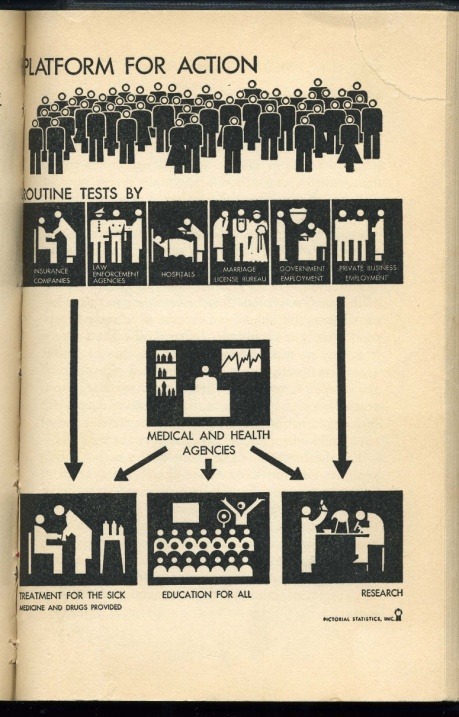 PLATFORM FOR ACTION
ROUTINE TESTS BY
INSURANCE
COMPANIES
LAW
ENFORCEMENT
AGENCIES
HOSPITALS
MARRIAGE
LICENSE BUREAU
GOVERNMENT
EMPLOYMENT
PRIVATE BUSINESS
EMPLOYMENT
MEDICAL AND HEALTH
AGENCIES
TREATMENT FOR THE SICK
MEDICINE AND DRUGS PROVIDED
EDUCATION FOR ALL
RESEARCH
PICTORIAL STATISTICS, INC.